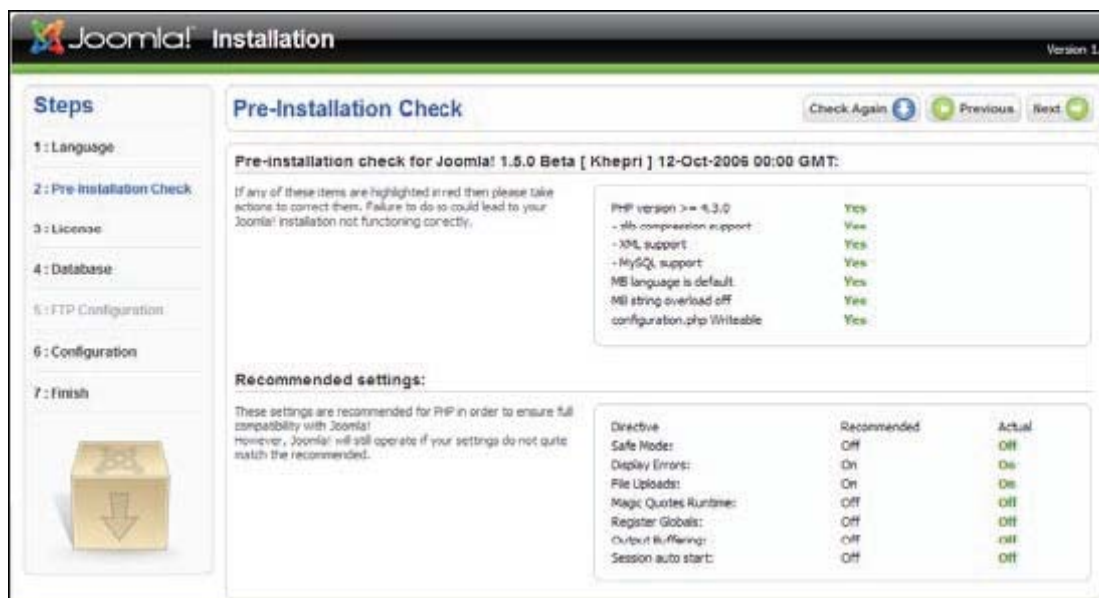 Joomla! Installation
Version 1.
Steps
1 : Language
2 : Pre-Installation Check
3 : License
4 : Database
5 : FTP Configuration
6 : Configuration
7 : Finish
Pre-Installation Check
Check Again
Previous
Next
Pre-installation check for Joomla! 1.5.0 Beta [ Khepri ] 12-Oct-2006 00:00 GMT:
If any of these items are highlighted in red then please take
actions to correct them. Failure to do so could lead to your
Joomla! installation not functioning correctly.
PHP version >= 4.3.0 Yes
- zlib compression support Yes
- XML support Yes
- MySQL support Yes
MB language is default Yes
MB string overload off Yes
configuration.php Writeable Yes
Recommended settings:
These settings are recommended for PHP in order to ensure full
compatibility with Joomla!
However, Joomla! will still operate if your settings do not quite
match the recommended.
Directive Recommended Actual
Safe Mode: Off Off
Display Errors: On On
File Uploads: On On
Magic Quotes Runtime: Off Off
Register Globals: Off Off
Output Buffering: Off Off
Session auto start: Off Off